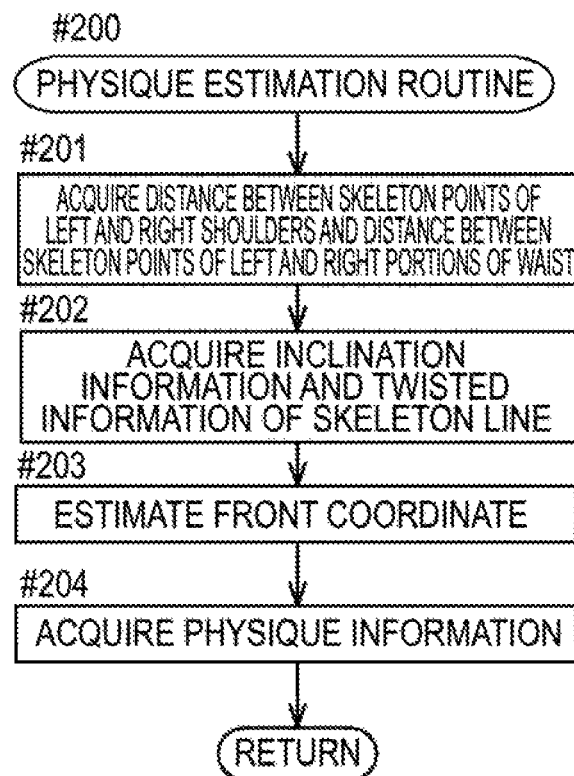 #200
PHYSIQUE ESTIMATION ROUTINE
#201
ACQUIRE DISTANCE BETWEEN SKELETON POINTS OF
LEFT AND RIGHT SHOULDERS AND DISTANCE BETWEEN
SKELETON POINTS OF LEFT AND RIGHT PORTIONS OF WAIST
#202
ACQUIRE INCLINATION
INFORMATION AND TWISTED
INFORMATION OF SKELETON LINE
#203
ESTIMATE FRONT COORDINATE
#204
ACQUIRE PHYSIQUE INFORMATION
RETURN